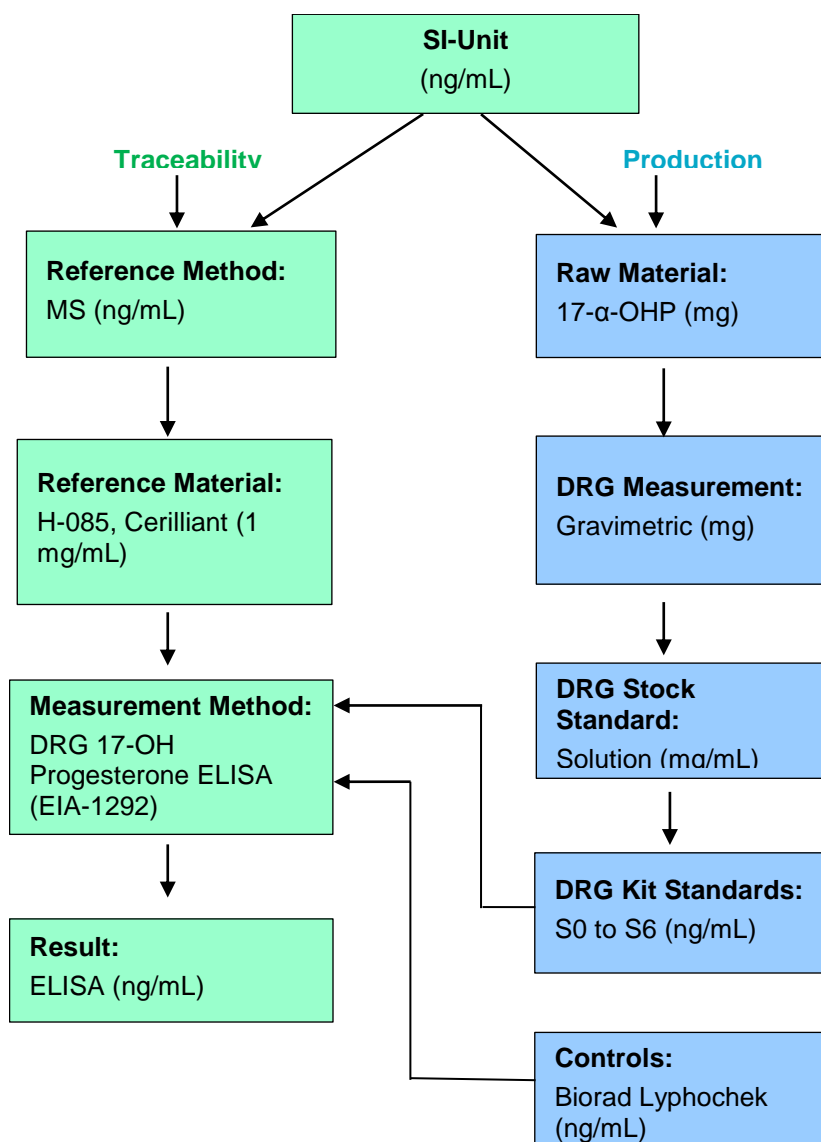 SI-Unit
(ng/mL)
Traceability
Production
Reference Method:
MS (ng/mL)
Raw Material:
17-α-OHP (mg)
Reference Material:
H-085, Cerilliant (1
mg/mL)
DRG Measurement:
Gravimetric (mg)
Measurement Method:
DRG 17-OH
Progesterone ELISA
(EIA-1292)
DRG Stock
Standard:
Solution (mg/mL)
DRG Kit Standards:
S0 to S6 (ng/mL)
Result:
ELISA (ng/mL)
Controls:
Biorad Lyphochek
(ng/mL)